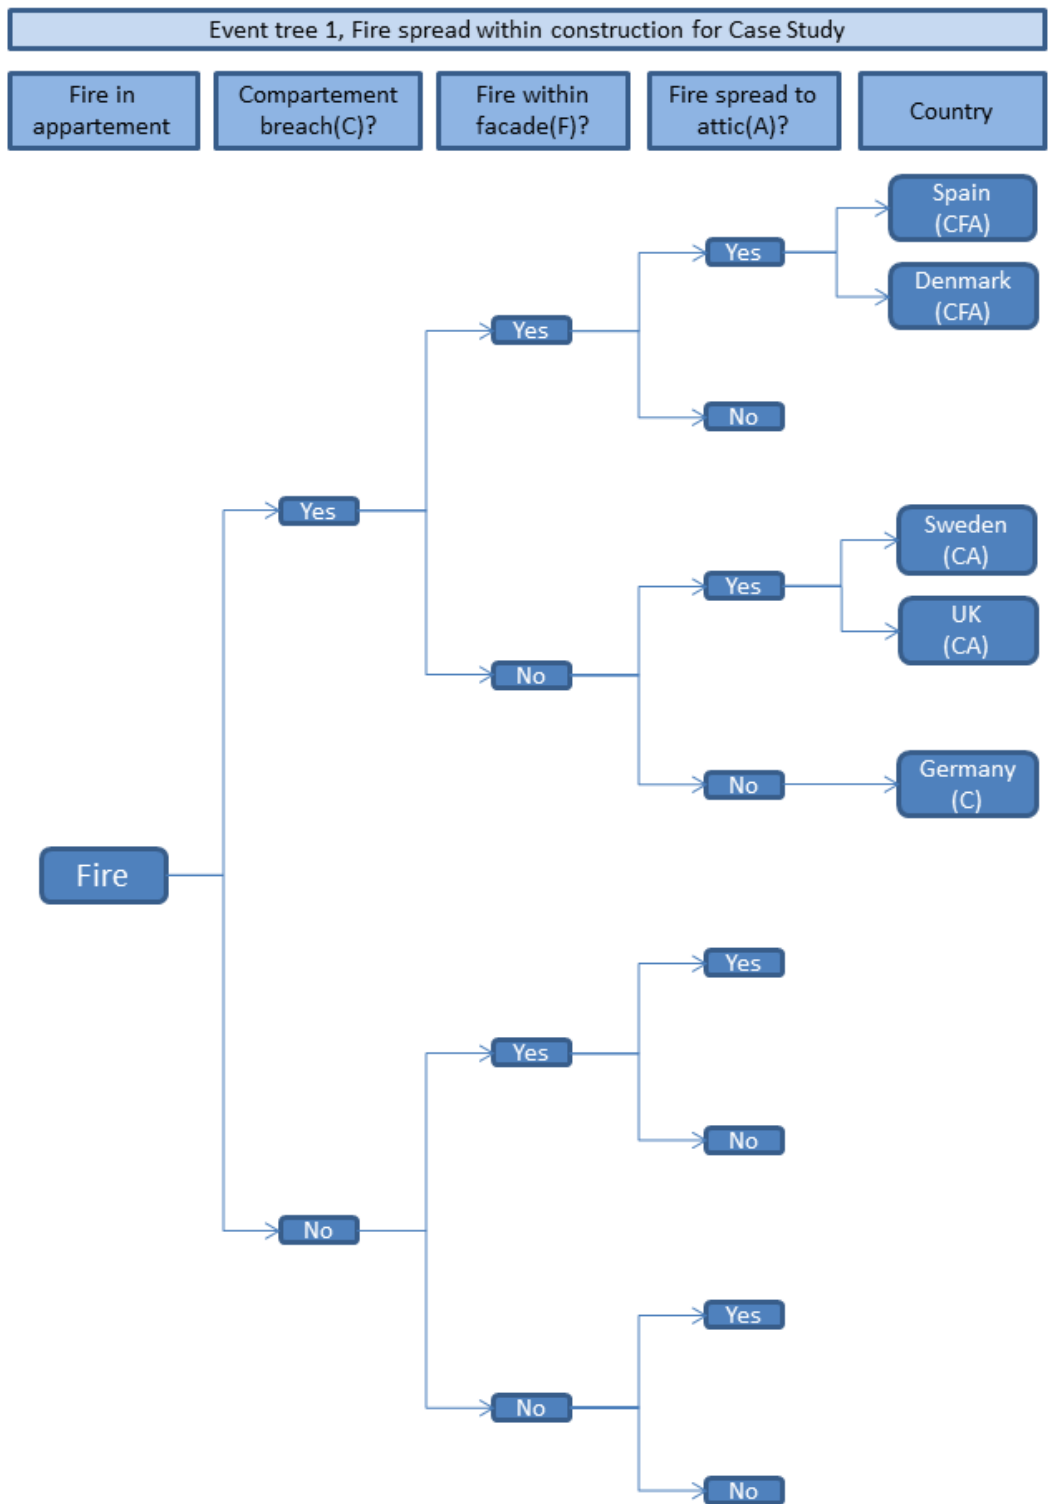 Event tree 1, Fire spread within construction for Case Study
Fire in
appartement
Compartement
breach(C)?
Fire within
facade(F)?
Fire spread to
attic(A)?
Country
Spain
(CFA)
Yes
Denmark
(CFA)
Yes
No
Yes
Sweden
(CA)
Yes
UK
(CA)
No
Germany
(C)
No
Fire
Yes
Yes
No
No
Yes
No
No